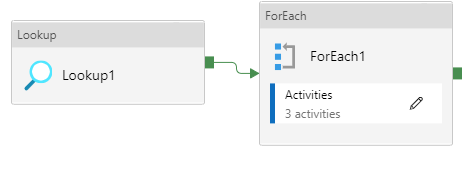 Lookup
Lookup1
ForEach
ForEach1
Activities
3 activities